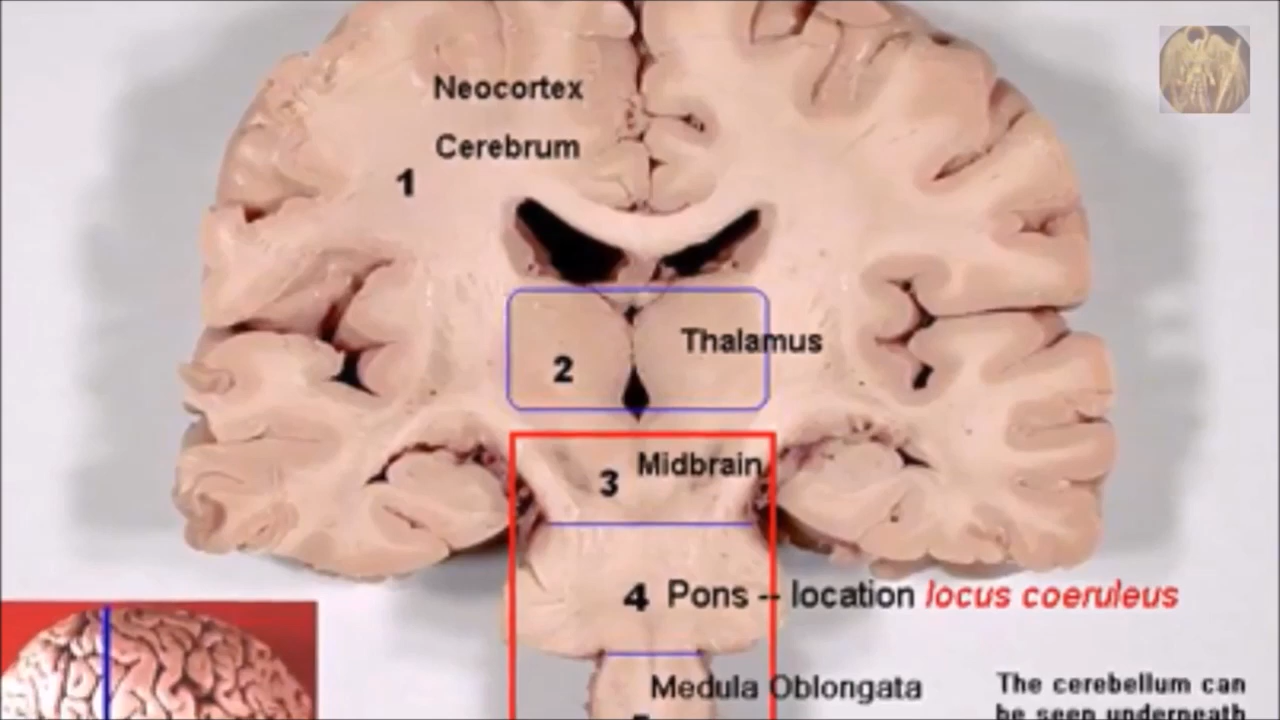 Neocortex
Cerebrum
1
Thalamus
2
Midbrain
3
4 Pons -- location locus coeruleus
Medula Oblongata
The cerebellum can
be seen underneath